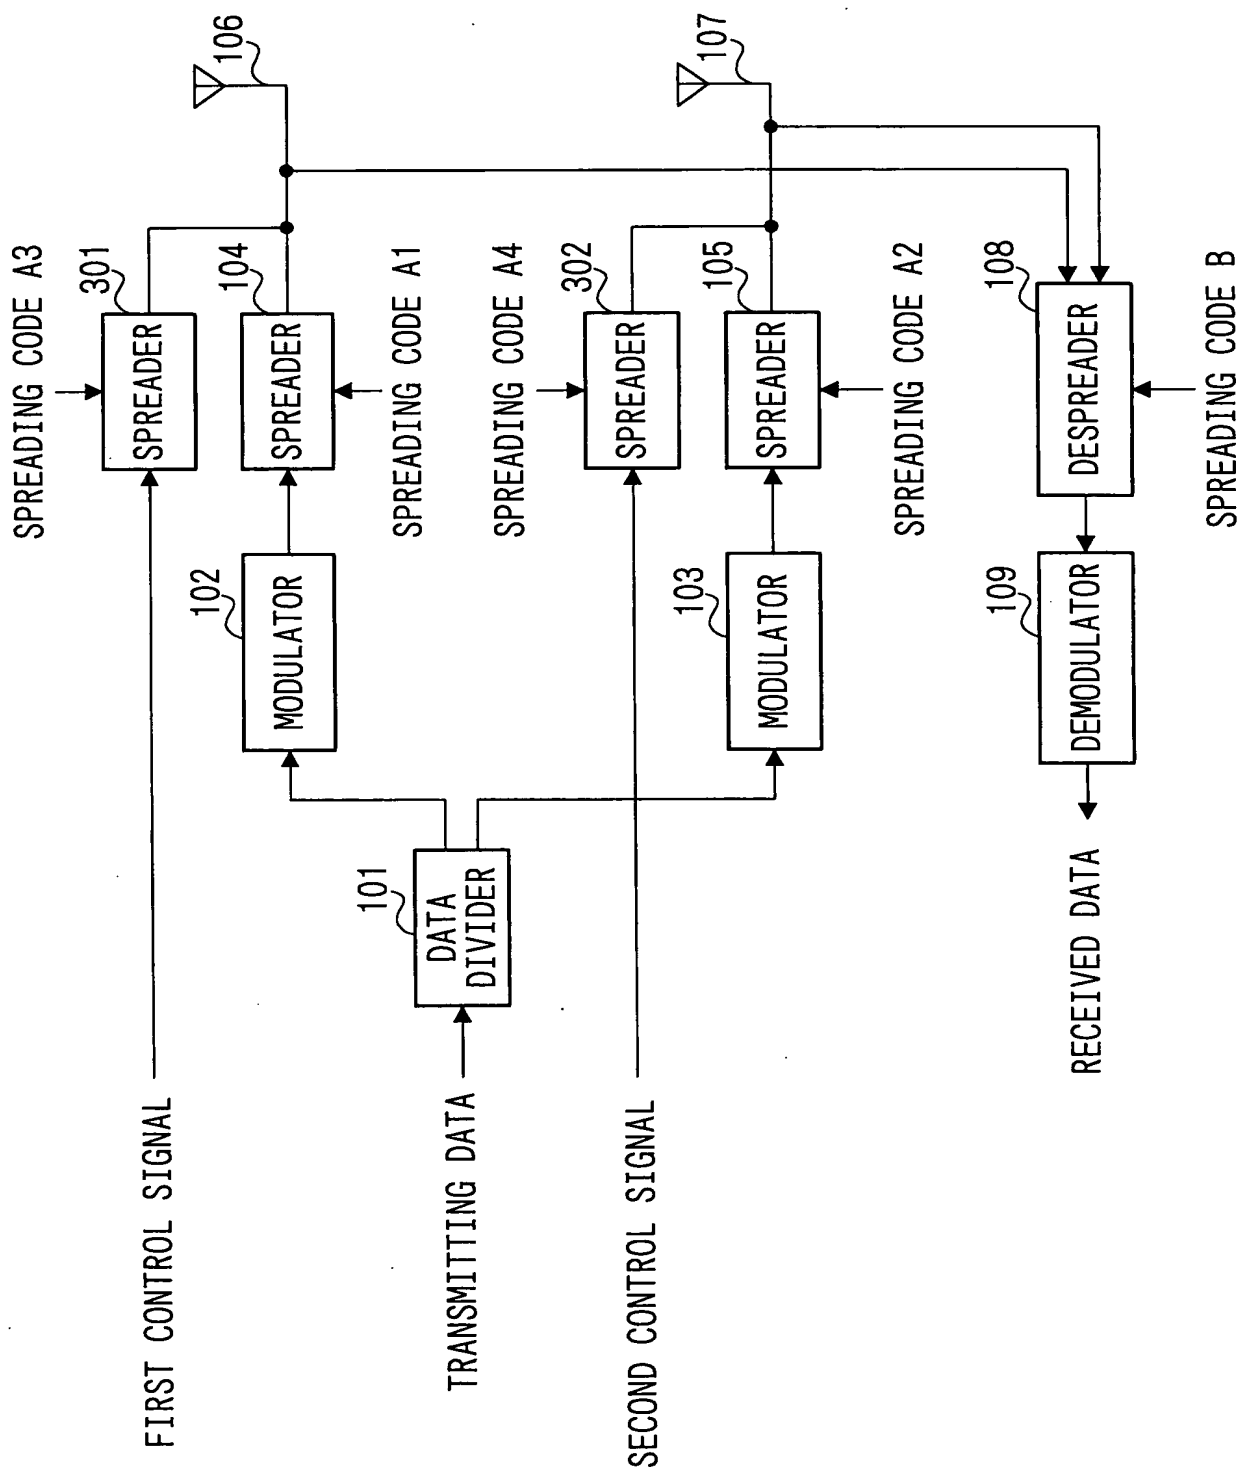 SPREADING CODE A3
301
SPREADER
FIRST CONTROL SIGNAL
106
104
SPREADER
SPREADING CODE A1
102
MODULATOR
101
DATA
DIVIDER
TRANSMITTING DATA
SPREADING CODE A4
302
SPREADER
SECOND CONTROL SIGNAL
107
105
SPREADER
SPREADING CODE A2
103
MODULATOR
108
DESPREADER
SPREADING CODE B
109
DEMODULATOR
RECEIVED DATA